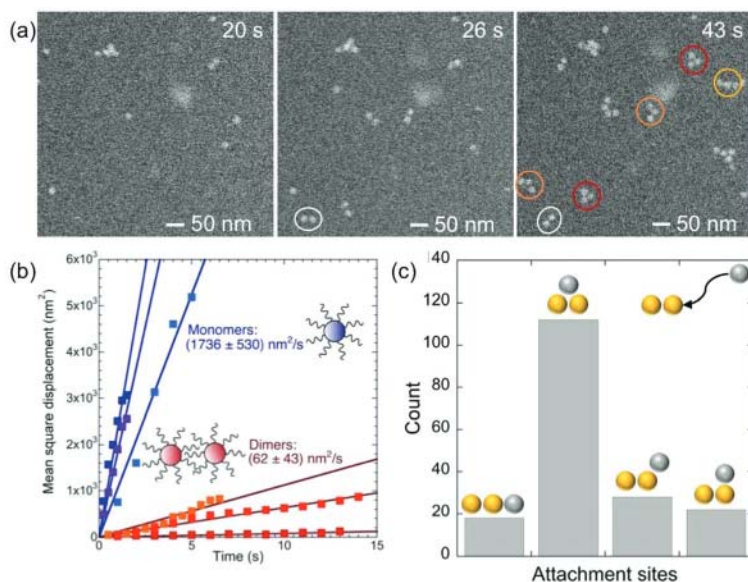 (a)
20 s
26 s
43 s
50 nm
50 nm
50 nm
(b)
Mean square displacement (nm²)
6x10³
5x10³
4x10³
3x10³
2x10³
1x10³
0
0
5
10
15
Time (s)
Monomers:
(1736 ± 530) nm²/s
Dimers:
(62 ± 43) nm²/s
(c)
Count
140
120
100
80
60
40
20
0
Attachment sites